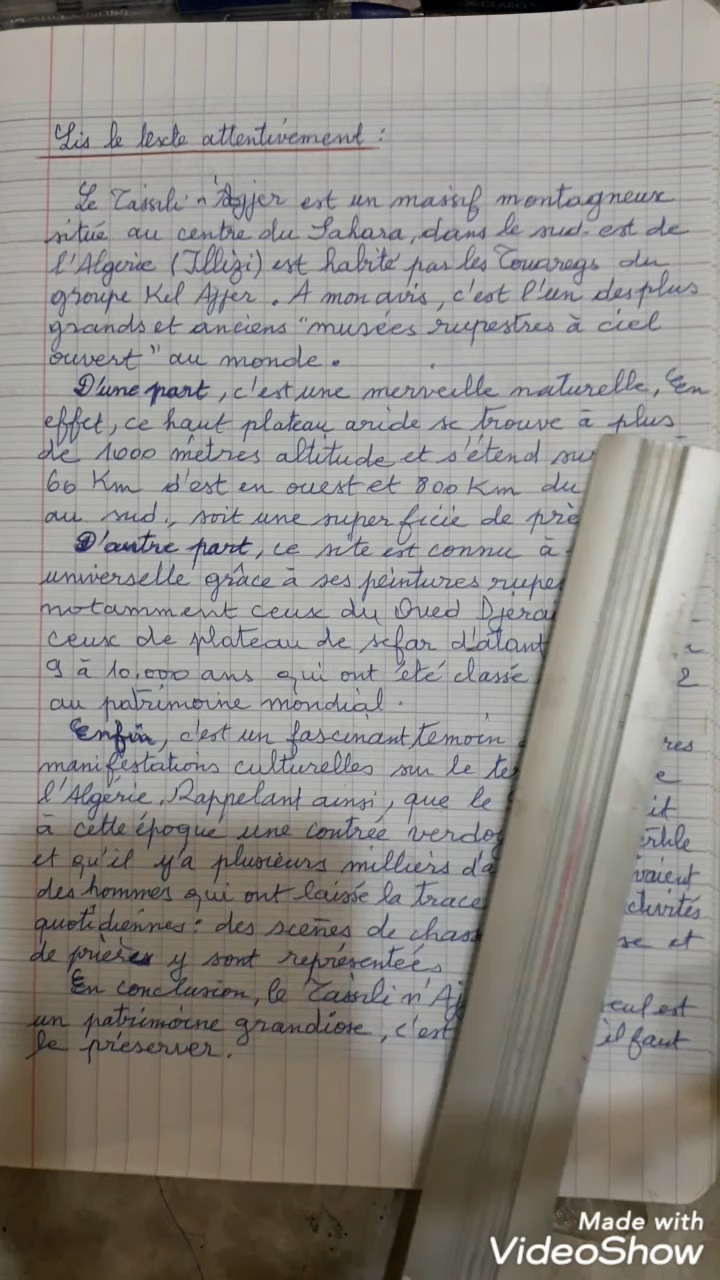 Lis le texte attentivement :
Le Tassili n'Ajjer est un massif montagneux
situé au centre du Sahara, dans le sud-est de
l'Algerie (Illizi) est habité par les Touaregs du
groupe Kel Ajjer. A mon avis, c'est l'un des plus
grands et anciens "musées rupestres à ciel
ouvert" au monde.
D'une part, c'est une merveille naturelle, En
effet, ce haut plateau aride se trouve à plus
de 1000 mètres altitude et s'étend sur
60 Km d'est en ouest et 800 Km du
au sud., soit une superficie de
D'autre part, ce site est connu à
universelle grâce à ses peintures
notamment ceux du Oued
ceux de plateau de sefar d'atant
9 à 10.000 ans qui ont été classé 2
au patrimoine mondial.
Enfin, c'est un fascinant témoin
manifestations culturelles sur le
l'Algérie. Rappelant ainsi, que le
à cette époque une contrée
et qu'il y'a plusieurs milliers
des hommes qui ont laissé la trace
quotidiennes : des scènes de et
de prières y sont représentées
En conclusion, le Tassili est
un patrimoine grandiose, c'est il faut
le préserver.
Made with
VideoShow